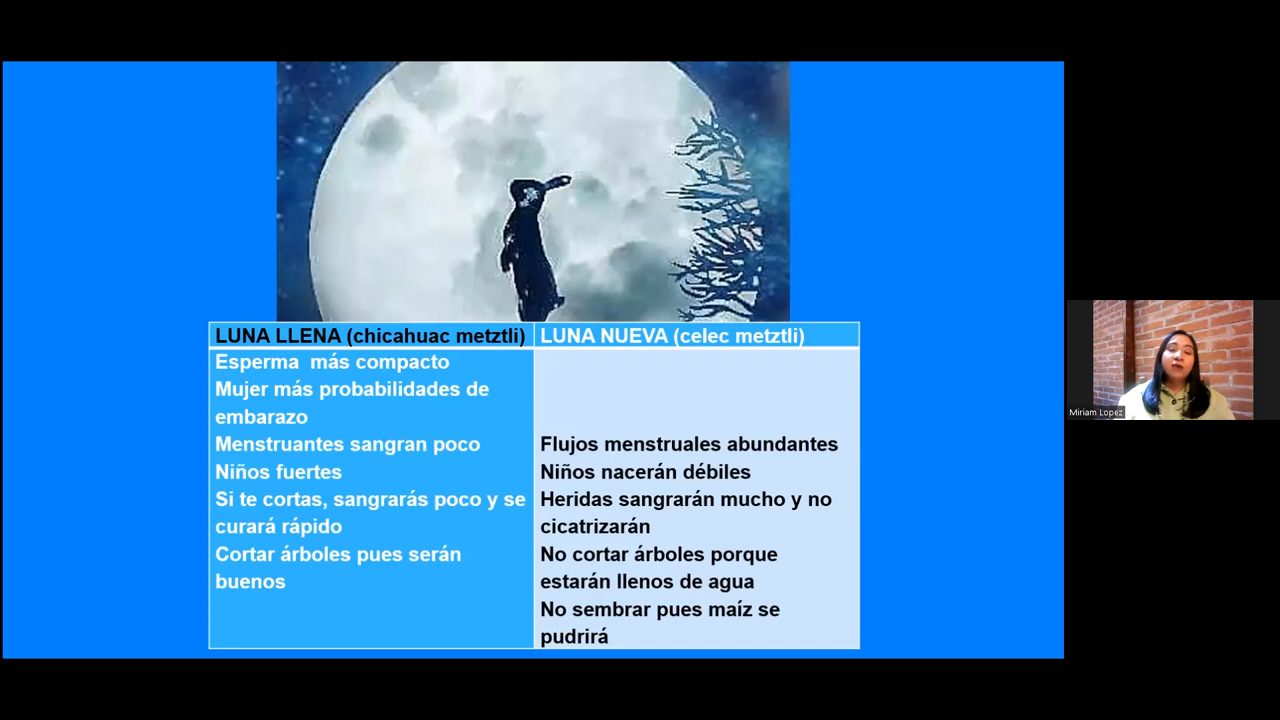 LUNA LLENA (chicahuac metztli)
Esperma  más compacto
Mujer más probabilidades de
embarazo
Menstruantes sangran poco
Niños fuertes
Si te cortas, sangrarás poco y se
curará rápido
Cortar árboles pues serán
buenos
LUNA NUEVA (celec metztli)
Flujos menstruales abundantes
Niños nacerán débiles
Heridas sangrarán mucho y no
cicatrizarán
No cortar árboles porque
estarán llenos de agua
No sembrar pues maíz se
pudrirá
Miriam Lopez